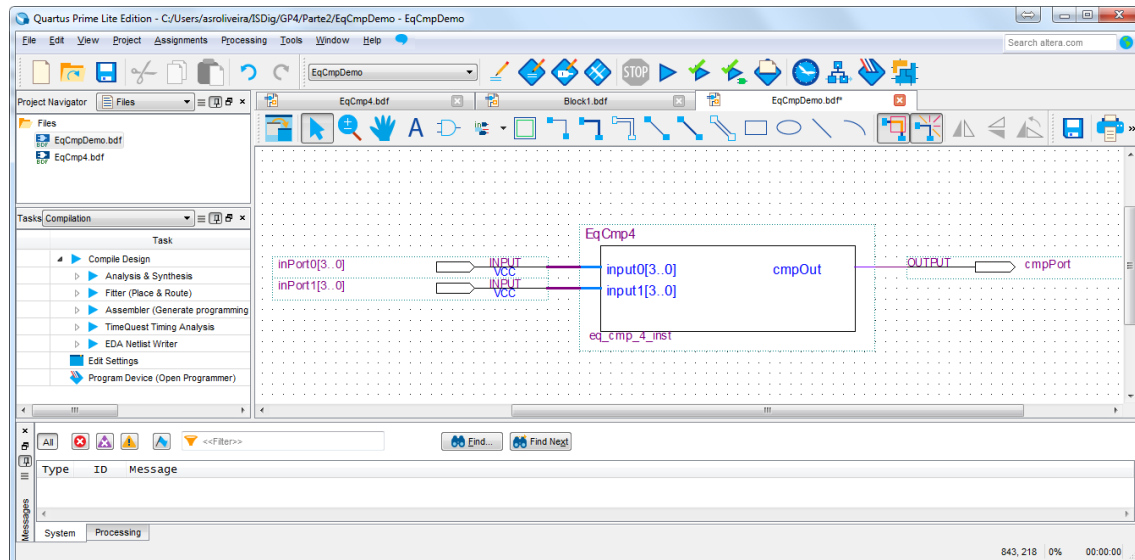 Quartus Prime Lite Edition - C:/Users/asroliveira/ISDig/GP4/Parte2/EqCmpDemo - EqCmpDemo
File Edit View Project Assignments Processing Tools Window Help
Search altera.com
EqCmpDemo
STOP
Project Navigator Files
EqCmp4.bdf
Block1.bdf
EqCmpDemo.bdf*
Files
BDF EqCmpDemo.bdf
BDF EqCmp4.bdf
A
Tasks Compilation
Task
Compile Design
Analysis & Synthesis
Fitter (Place & Route)
Assembler (Generate programming
TimeQuest Timing Analysis
EDA Netlist Writer
Edit Settings
Program Device (Open Programmer)
EqCmp4
inPort0[3..0] INPUT VCC
inPort1[3..0] INPUT VCC
input0[3..0] cmpOut
input1[3..0]
OUTPUT cmpPort
eq_cmp_4_inst
All <<Filter>> Find... Find Next
Type ID Message
Messages
System Processing
843, 218 0% 00:00:00